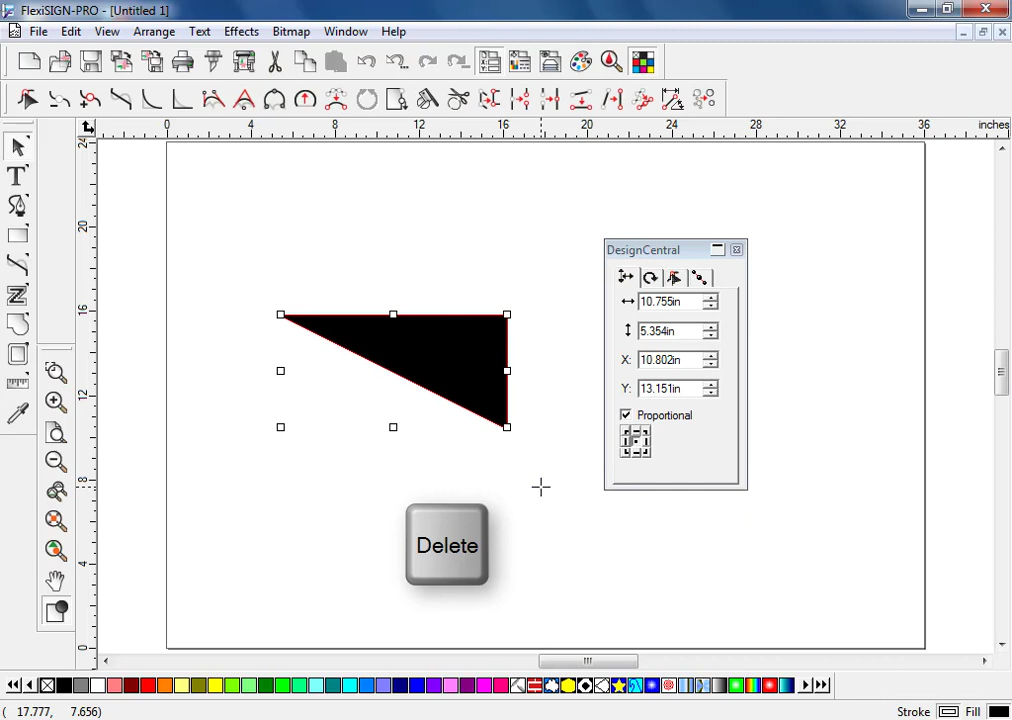 FlexiSIGN-PRO - [Untitled 1]
File Edit View Arrange Text Effects Bitmap Window Help
0 4 8 12 16 20 24 28 32 36 inches
24
20
16
12
8
4
0
DesignCentral
10.755in
5.354in
X: 10.802in
Y: 13.151in
Proportional
Delete
( 17.777, 7.656)
Stroke Fill